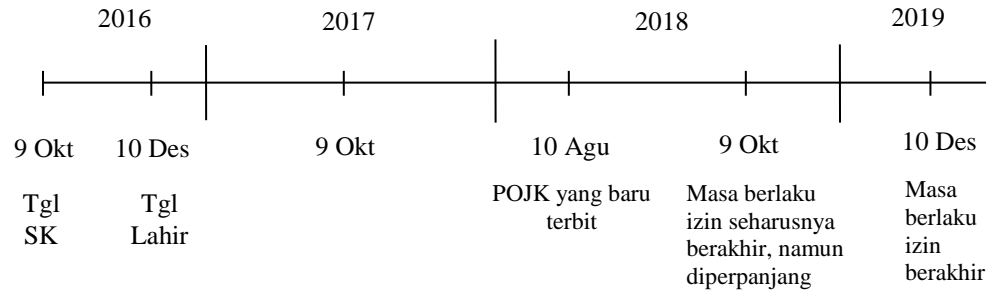 2016 2017 2018 2019
9 Okt 10 Des 9 Okt 10 Agu 9 Okt 10 Des
Tgl
SK
Tgl
Lahir
POJK yang baru
terbit
Masa berlaku
izin seharusnya
berakhir, namun
diperpanjang
Masa
berlaku
izin
berakhir